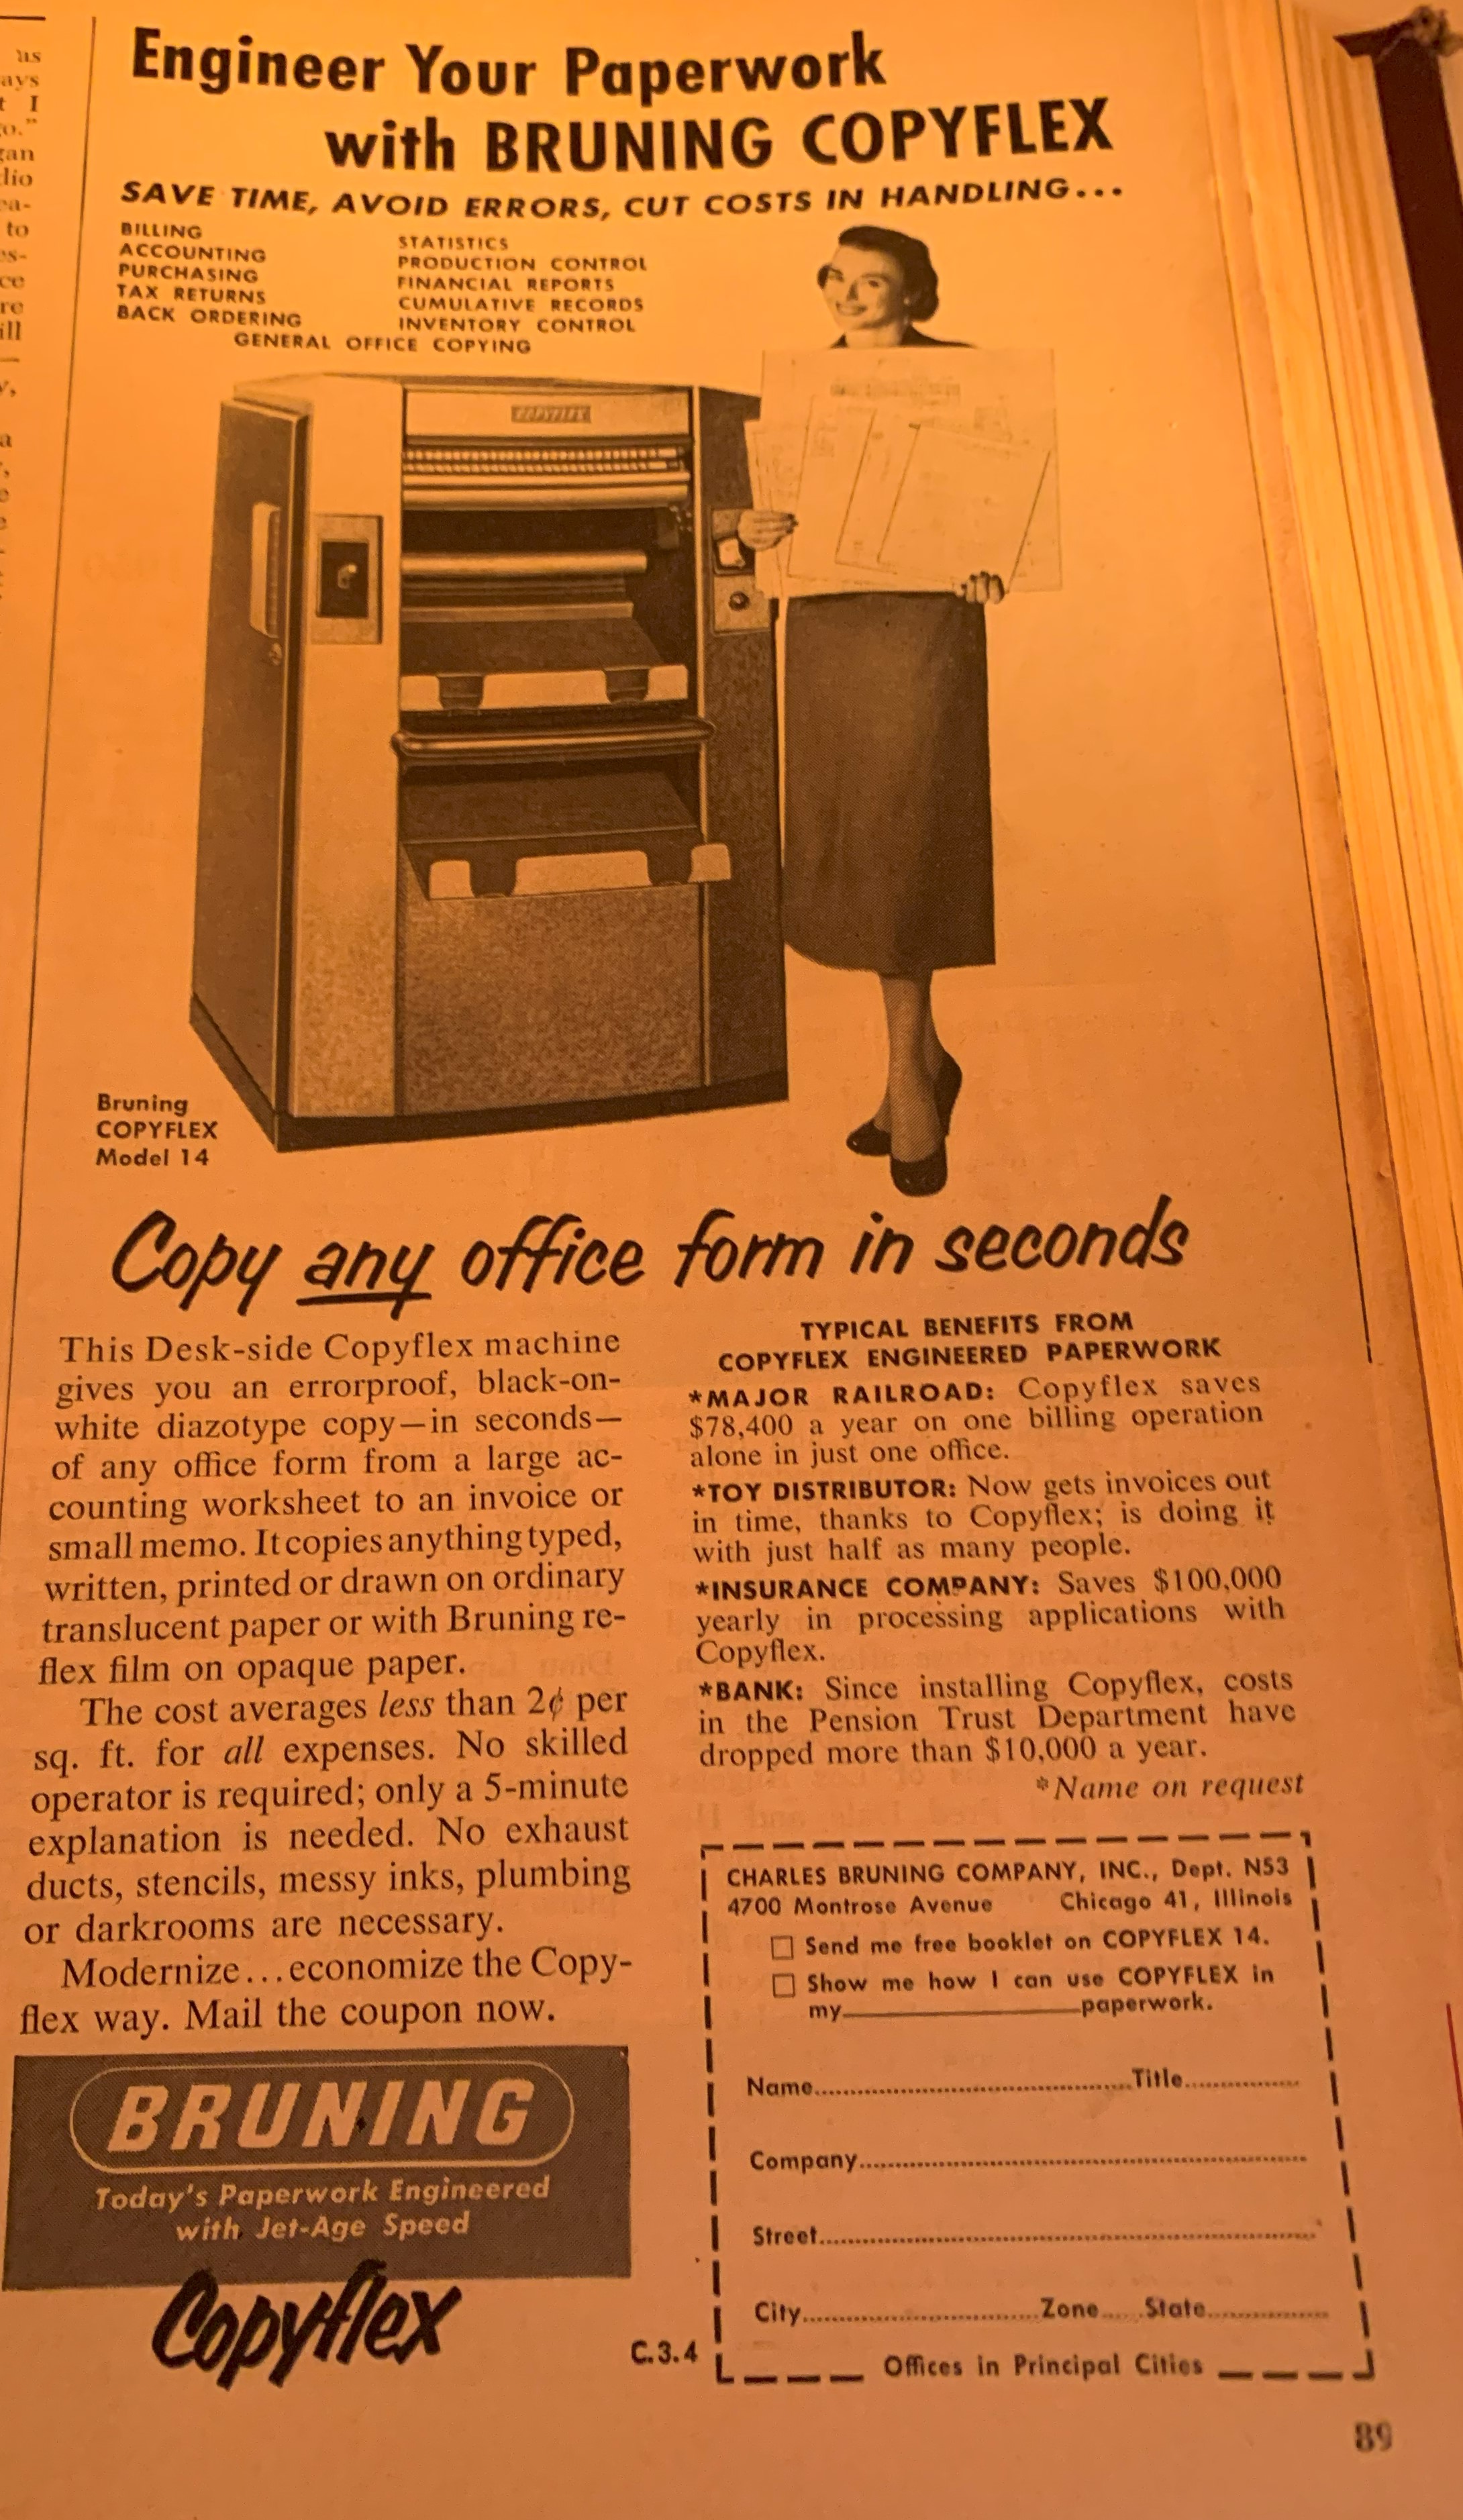 us
ays
t I
o."
gan
dio
ea-
to
es-
ce
re
ill
Engineer Your Paperwork
with BRUNING COPYFLEX
SAVE TIME, AVOID ERRORS, CUT COSTS IN HANDLING...
BILLING
ACCOUNTING
PURCHASING
TAX RETURNS
BACK ORDERING
STATISTICS
PRODUCTION CONTROL
FINANCIAL REPORTS
CUMULATIVE RECORDS
INVENTORY CONTROL
GENERAL OFFICE COPYING
COPYFLEX
Bruning
COPYFLEX
Model 14
Copy any office form in seconds
This Desk-side Copyflex machine
gives you an errorproof, black-on-
white diazotype copy—in seconds—
of any office form from a large ac-
counting worksheet to an invoice or
small memo. It copies anything typed,
written, printed or drawn on ordinary
translucent paper or with Bruning re-
flex film on opaque paper.
The cost averages less than 2¢ per
sq. ft. for all expenses. No skilled
operator is required; only a 5-minute
explanation is needed. No exhaust
ducts, stencils, messy inks, plumbing
or darkrooms are necessary.
Modernize...economize the Copy-
flex way. Mail the coupon now.
BRUNING
Today's Paperwork Engineered
with Jet-Age Speed
Copyflex
TYPICAL BENEFITS FROM
COPYFLEX ENGINEERED PAPERWORK
*MAJOR RAILROAD: Copyflex saves
$78,400 a year on one billing operation
alone in just one office.
*TOY DISTRIBUTOR: Now gets invoices out
in time, thanks to Copyflex; is doing it
with just half as many people.
*INSURANCE COMPANY: Saves $100,000
yearly in processing applications with
Copyflex.
*BANK: Since installing Copyflex, costs
in the Pension Trust Department have
dropped more than $10,000 a year.
*Name on request
CHARLES BRUNING COMPANY, INC., Dept. N53
4700 Montrose Avenue Chicago 41, Illinois
Send me free booklet on COPYFLEX 14.
Show me how I can use COPYFLEX in
my____paperwork.
Name....Title....
Company....
Street....
City....Zone....State....
C.3.4
Offices in Principal Cities
89